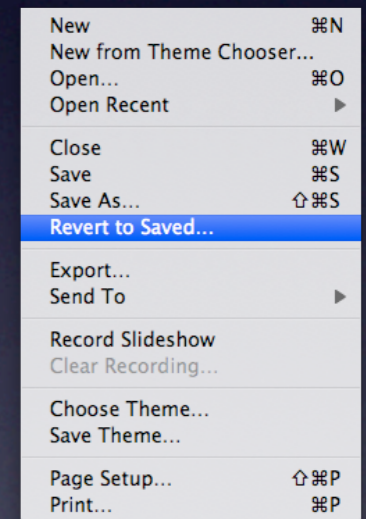 New ⌘N
New from Theme Chooser...
Open... ⌘O
Open Recent ▶
Close ⌘W
Save ⌘S
Save As... ⇧⌘S
Revert to Saved...
Export...
Send To ▶
Record Slideshow
Clear Recording...
Choose Theme...
Save Theme...
Page Setup... ⇧⌘P
Print... ⌘P